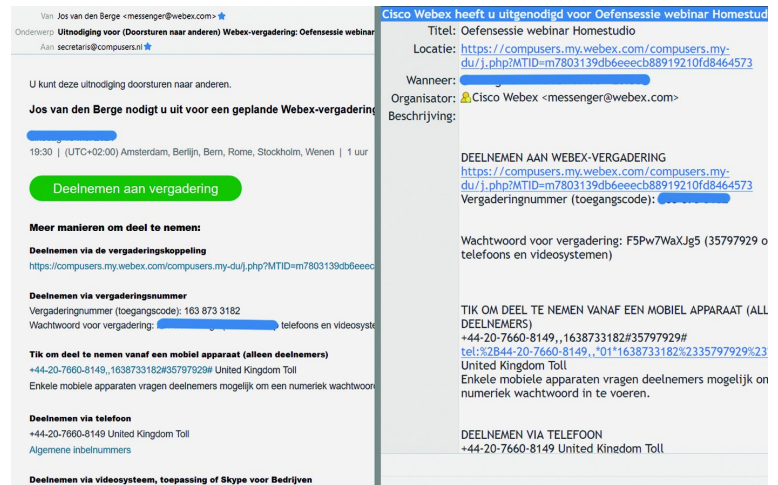 Van Jos van den Berge <messenger@webex.com>
Onderwerp Uitnodiging voor (Doorsturen naar anderen) Webex-vergadering: Oefensessie webinar
Aan secretaris@compusers.nl
U kunt deze uitnodiging doorsturen naar anderen.
Jos van den Berge nodigt u uit voor een geplande Webex-vergadering
19:30 | (UTC+02:00) Amsterdam, Berlijn, Bern, Rome, Stockholm, Wenen | 1 uur
Deelnemen aan vergadering
Meer manieren om deel te nemen:
Deelnemen via de vergaderingskoppeling
https://compusers.my.webex.com/compusers.my-du/j.php?MTID=m7803139db6eeec
Deelnemen via vergaderingsnummer
Vergaderingnummer (toegangscode): 163 873 3182
Wachtwoord voor vergadering: telefoons en videosyste
Tik om deel te nemen vanaf een mobiel apparaat (alleen deelnemers)
+44-20-7660-8149,,1638733182#35797929# United Kingdom Toll
Enkele mobiele apparaten vragen deelnemers mogelijk om een numeriek wachtwoor
Deelnemen via telefoon
+44-20-7660-8149 United Kingdom Toll
Algemene inbelnummers
Deelnemen via videosysteem, toepassing of Skype voor Bedrijven
Cisco Webex heeft u uitgenodigd voor Oefensessie webinar Homestud
Titel: Oefensessie webinar Homestudio
Locatie: https://compusers.my.webex.com/compusers.my-
du/j.php?MTID=m7803139db6eeecb88919210fd8464573
Wanneer:
Organisator: Cisco Webex <messenger@webex.com>
Beschrijving:
DEELNEMEN AAN WEBEX-VERGADERING
https://compusers.my.webex.com/compusers.my-
du/j.php?MTID=m7803139db6eeecb88919210fd8464573
Vergaderingnummer (toegangscode):
Wachtwoord voor vergadering: F5Pw7WaXJg5 (35797929 o
telefoons en videosystemen)
TIK OM DEEL TE NEMEN VANAF EEN MOBIEL APPARAAT (ALL
DEELNEMERS)
+44-20-7660-8149,,1638733182#35797929#
tel:%2B44-20-7660-8149,,*01*1638733182%2335797929%23
United Kingdom Toll
Enkele mobiele apparaten vragen deelnemers mogelijk om
numeriek wachtwoord in te voeren.
DEELNEMEN VIA TELEFOON
+44-20-7660-8149 United Kingdom Toll